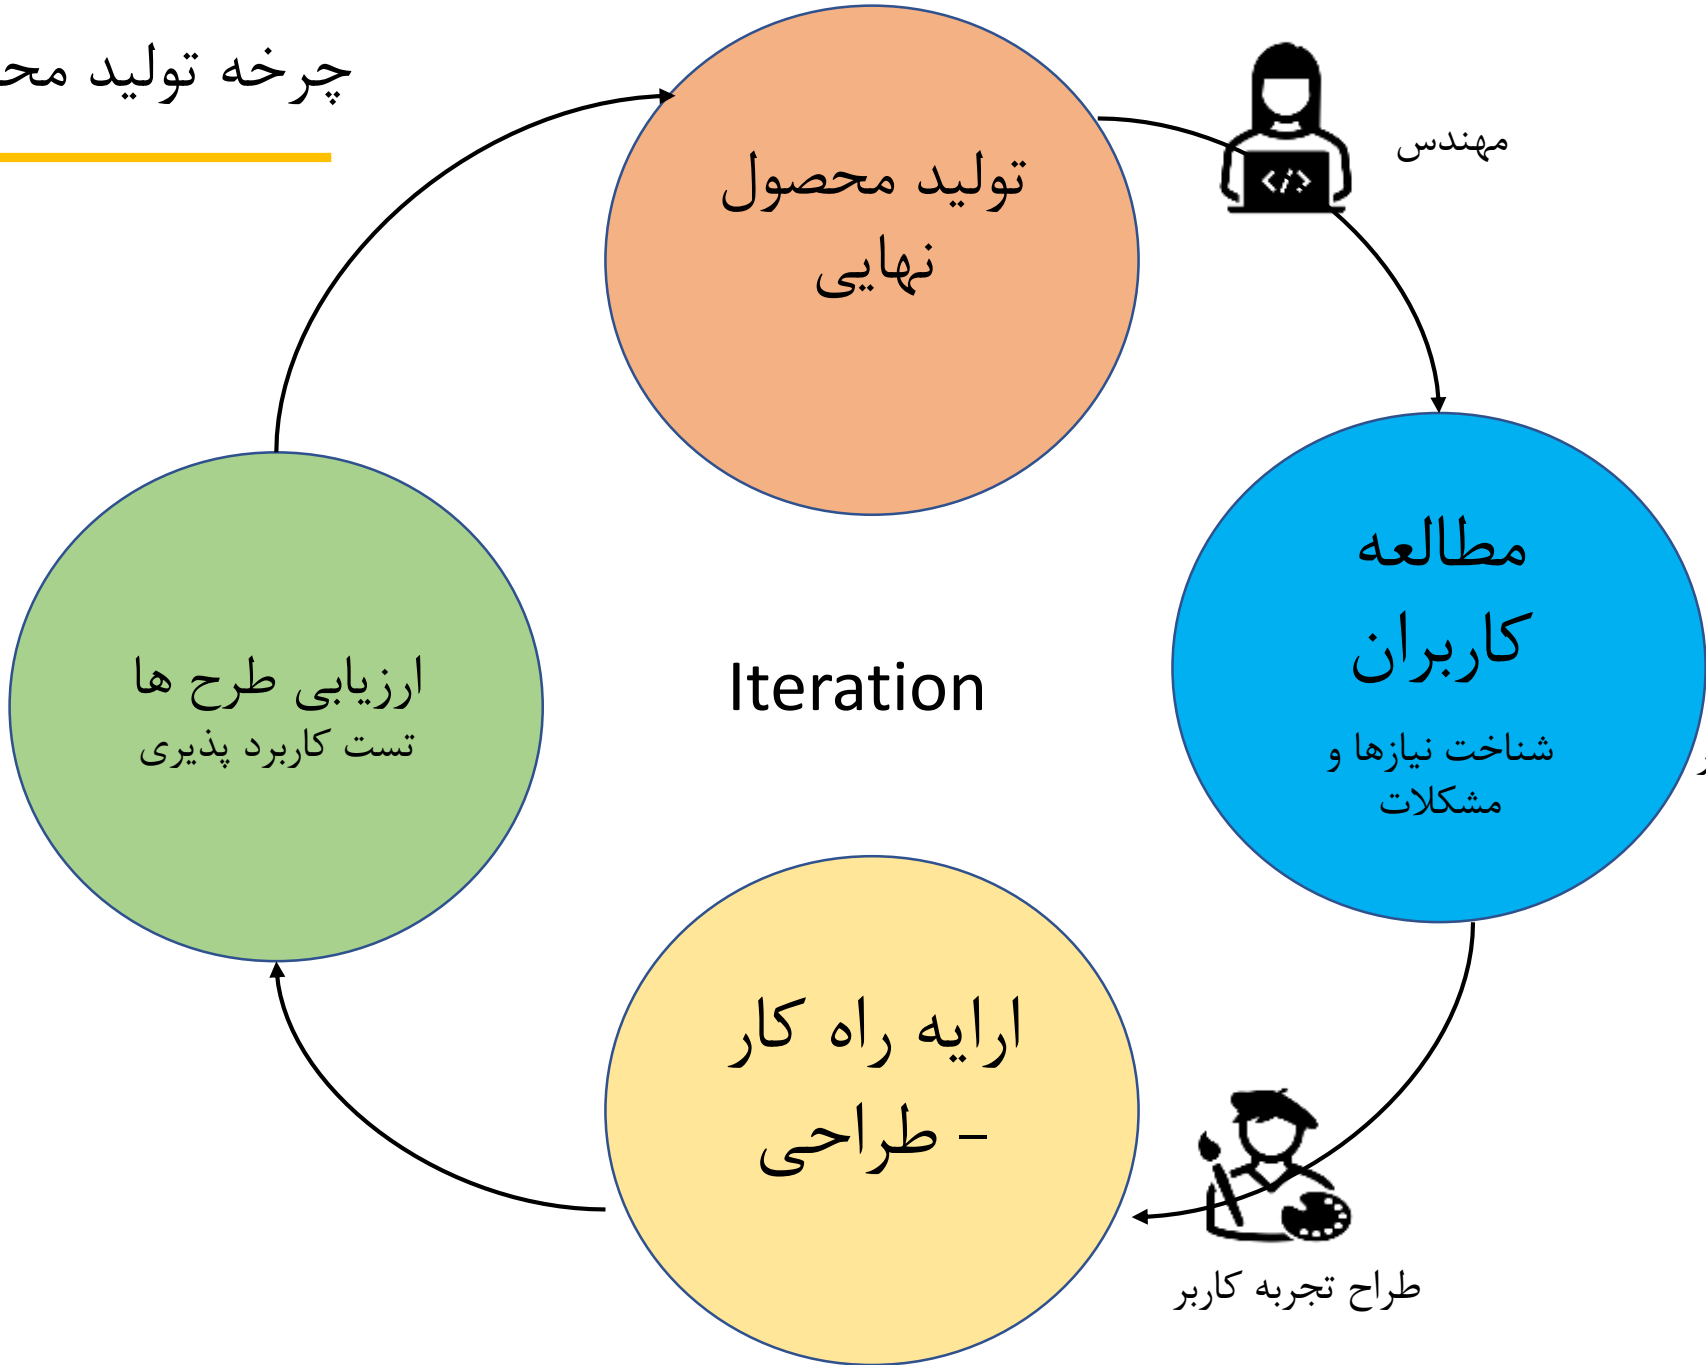 چرخه تولید
مهندس
تولید محصول
نهایی
مطالعه
کاربران
شناخت نیازها و
مشکلات
Iteration
ارزیابی طرح ها
تست کاربرد پذیری
ارایه راه کار
– طراحی
طراح تجربه کاربر